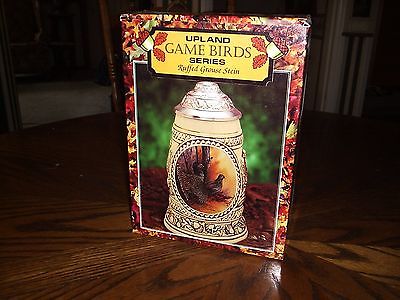 UPLAND
GAME BIRDS
SERIES
Ruffed Grouse Stein